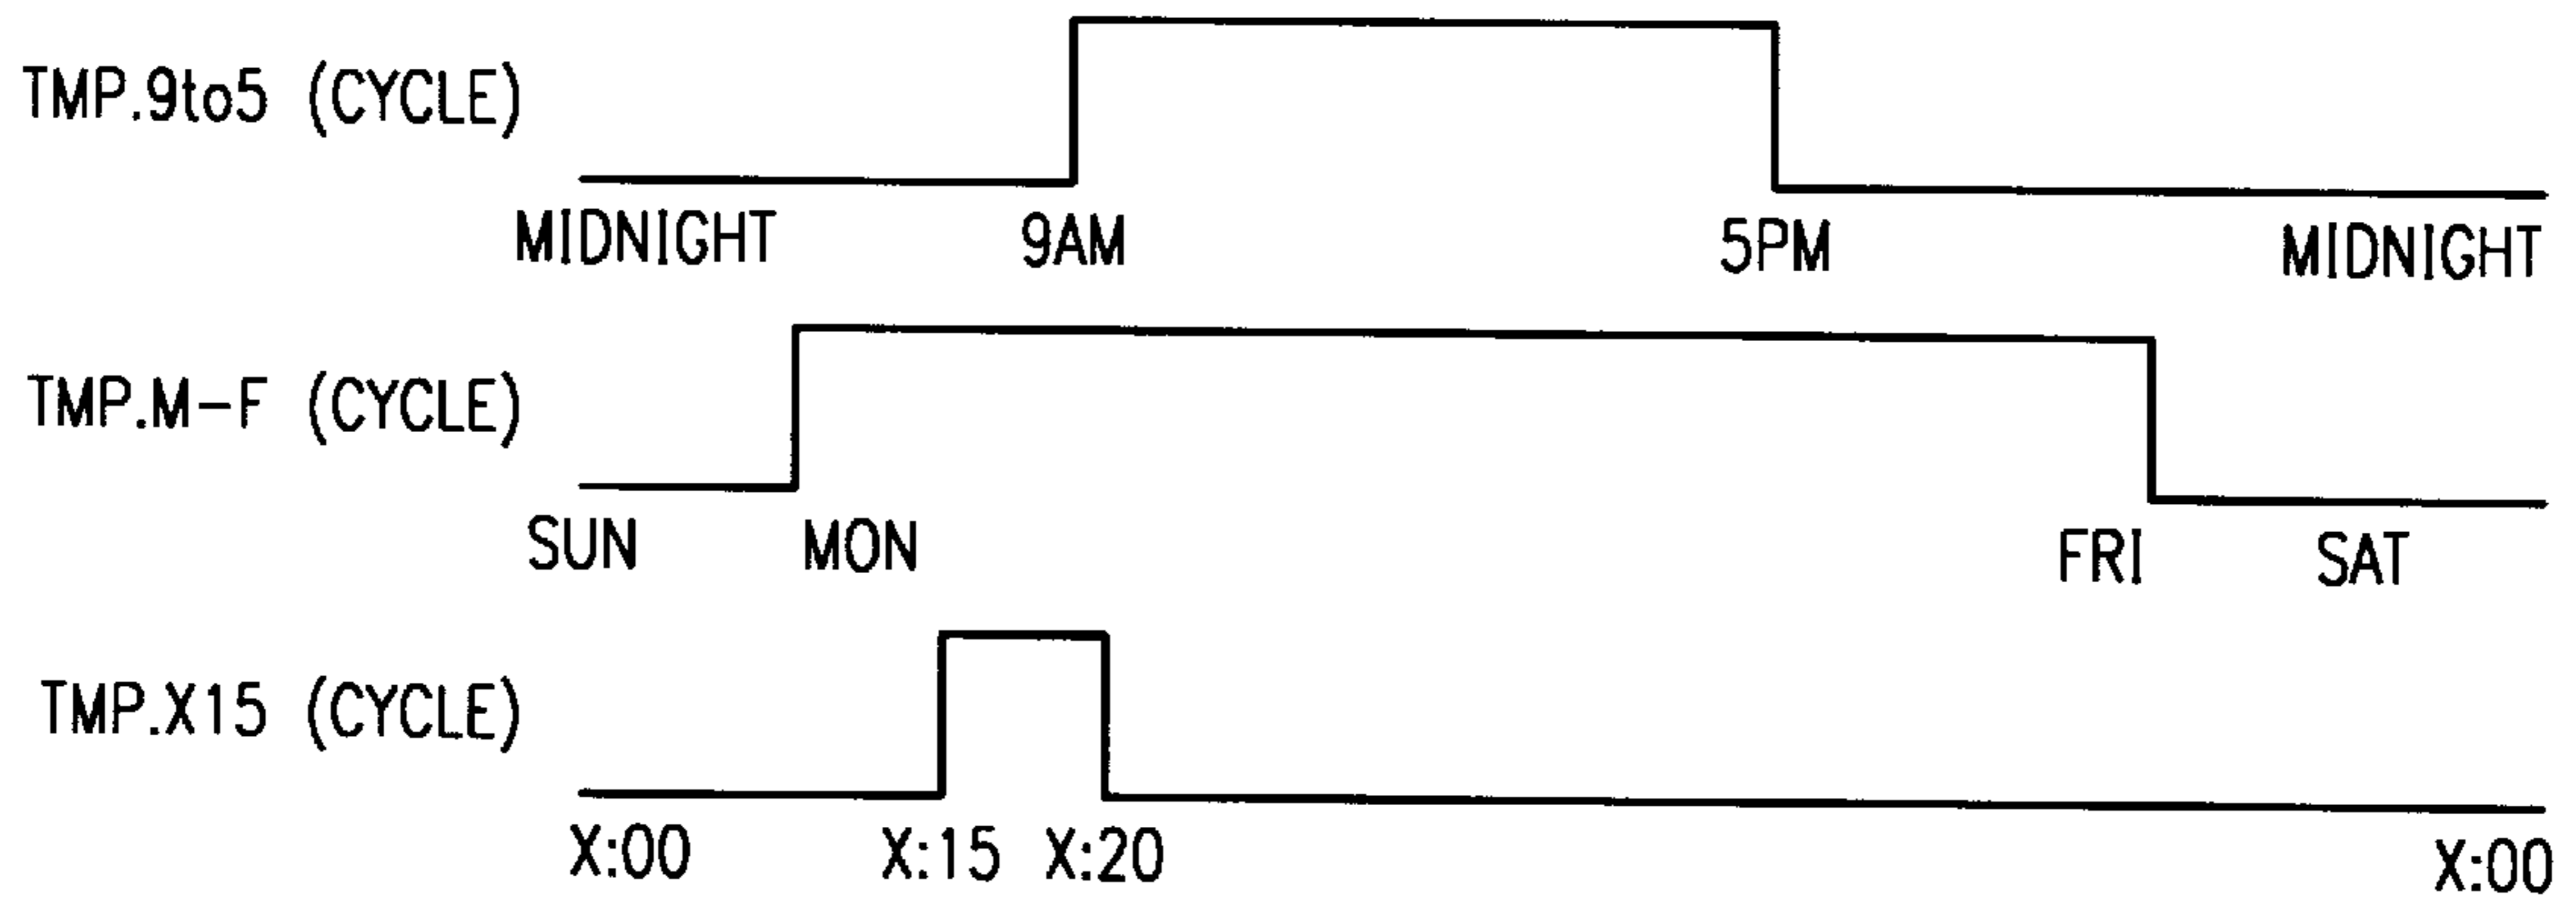 TMP.9to5 (CYCLE)
MIDNIGHT 9AM 5PM MIDNIGHT
TMP.M-F (CYCLE)
SUN MON FRI SAT
TMP.X15 (CYCLE)
X:00 X:15 X:20 X:00